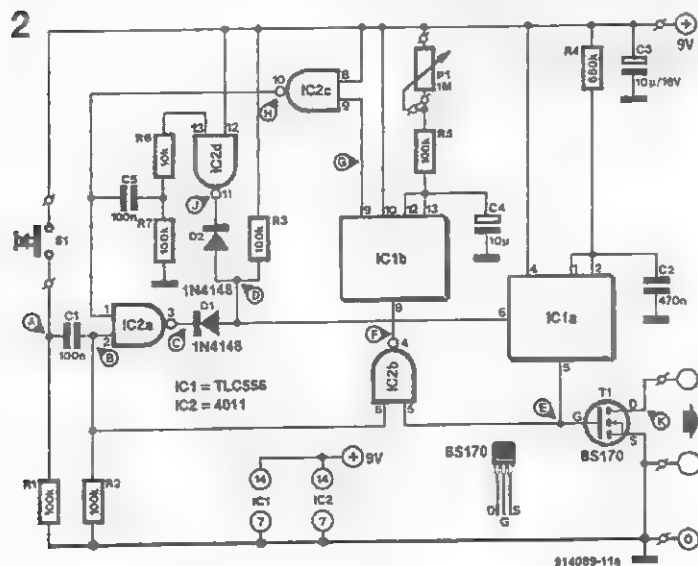 2
9V
R4
680k
C3
10µ/16V
P1
1M
R5
100k
10
8
9
IC2c
H
G
R6
10k
13
12
IC2d
11
J
C5
100n
R7
100k
D2
1N4148
R3
100k
D
S1
9
10
12
13
IC1b
8
C4
10µ
4
1
2
IC1a
6
5
C2
470n
A
C1
100n
B
1
2
IC2a
3
C
D1
1N4148
F
4
IC2b
6
5
E
T1
G
D
S
K
BS170
IC1 = TLC556
IC2 = 4011
BS170
D
G
S
R1
100k
R2
100k
9V
14
14
IC1
IC2
7
7
0
914089-11a